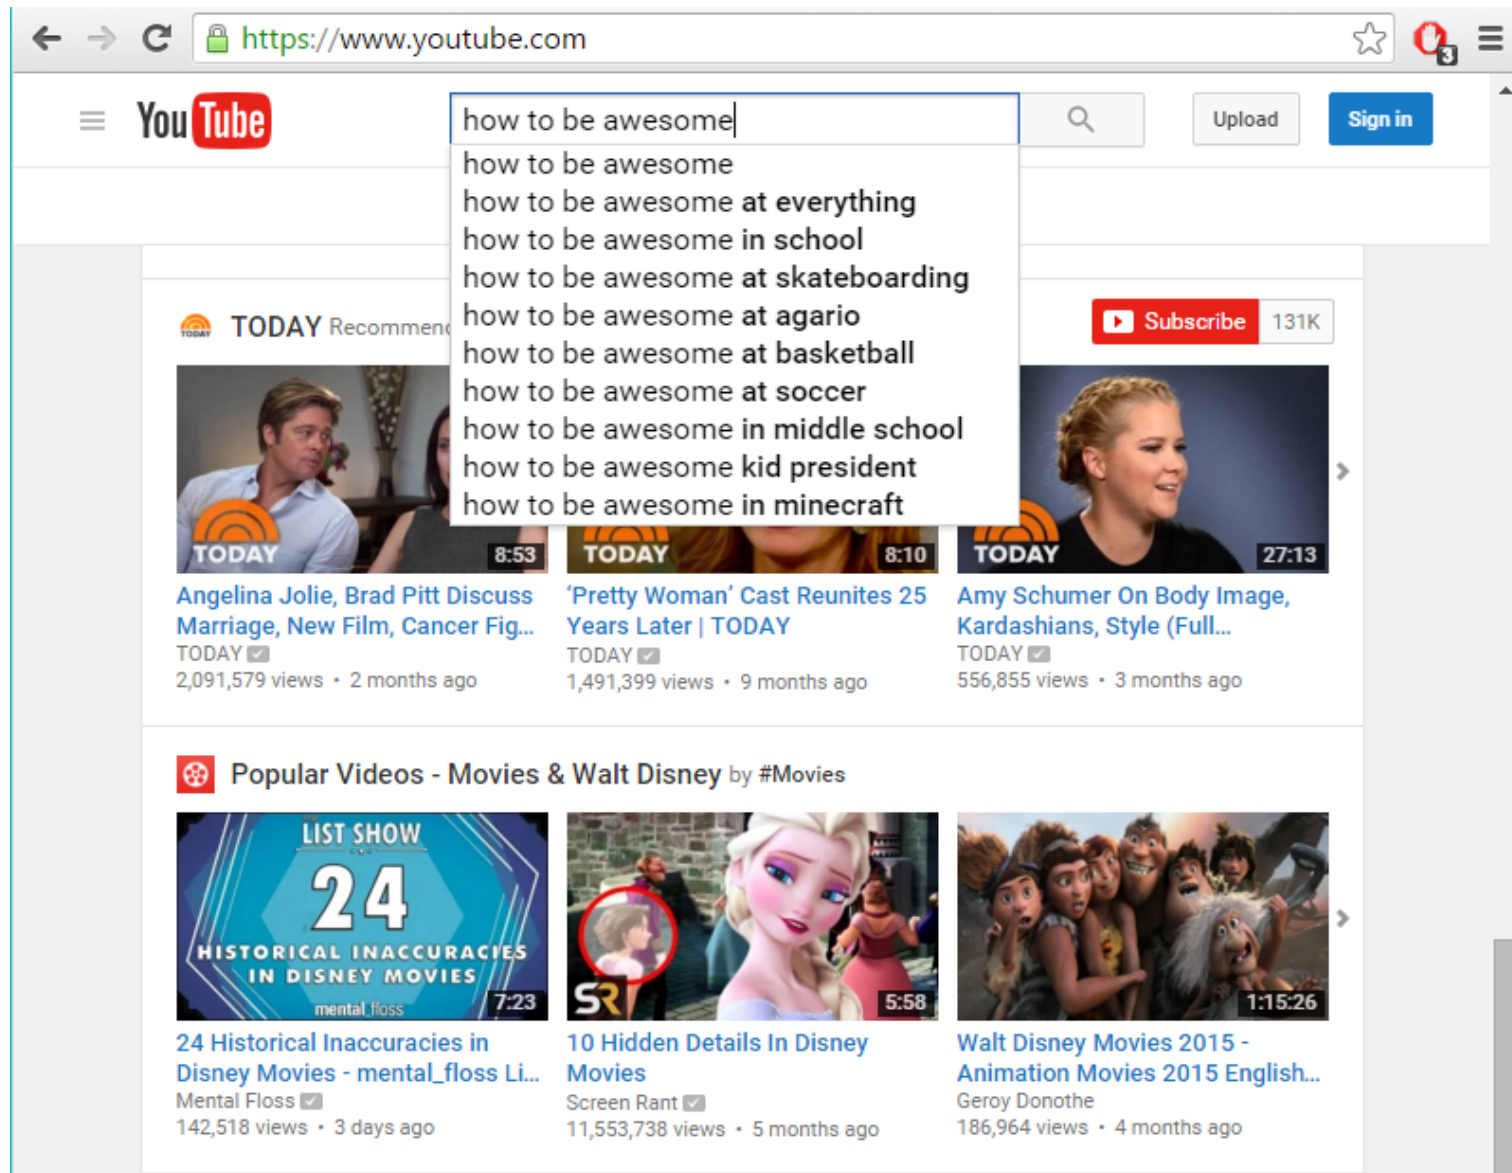 https://www.youtube.com
3
YouTube
how to be awesome
Upload
Sign in
how to be awesome
how to be awesome at everything
how to be awesome in school
how to be awesome at skateboarding
how to be awesome at agario
how to be awesome at basketball
how to be awesome at soccer
how to be awesome in middle school
how to be awesome kid president
how to be awesome in minecraft
TODAY
TODAY Recommen
Subscribe 131K
TODAY
8:53
TODAY
8:10
TODAY
27:13
Angelina Jolie, Brad Pitt Discuss
Marriage, New Film, Cancer Fig...
TODAY
2,091,579 views • 2 months ago
‘Pretty Woman’ Cast Reunites 25
Years Later | TODAY
TODAY
1,491,399 views • 9 months ago
Amy Schumer On Body Image,
Kardashians, Style (Full...
TODAY
556,855 views • 3 months ago
Popular Videos - Movies & Walt Disney by #Movies
LIST SHOW
24
HISTORICAL INACCURACIES
IN DISNEY MOVIES
mental_floss
7:23
SR
5:58
1:15:26
24 Historical Inaccuracies in
Disney Movies - mental_floss Li...
Mental Floss
142,518 views • 3 days ago
10 Hidden Details In Disney
Movies
Screen Rant
11,553,738 views • 5 months ago
Walt Disney Movies 2015 -
Animation Movies 2015 English...
Geroy Donothe
186,964 views • 4 months ago